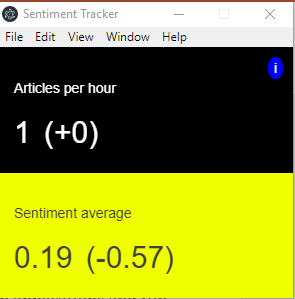 Sentiment Tracker
File Edit View Window Help
i
Articles per hour
1 (+0)
Sentiment average
0.19 (-0.57)